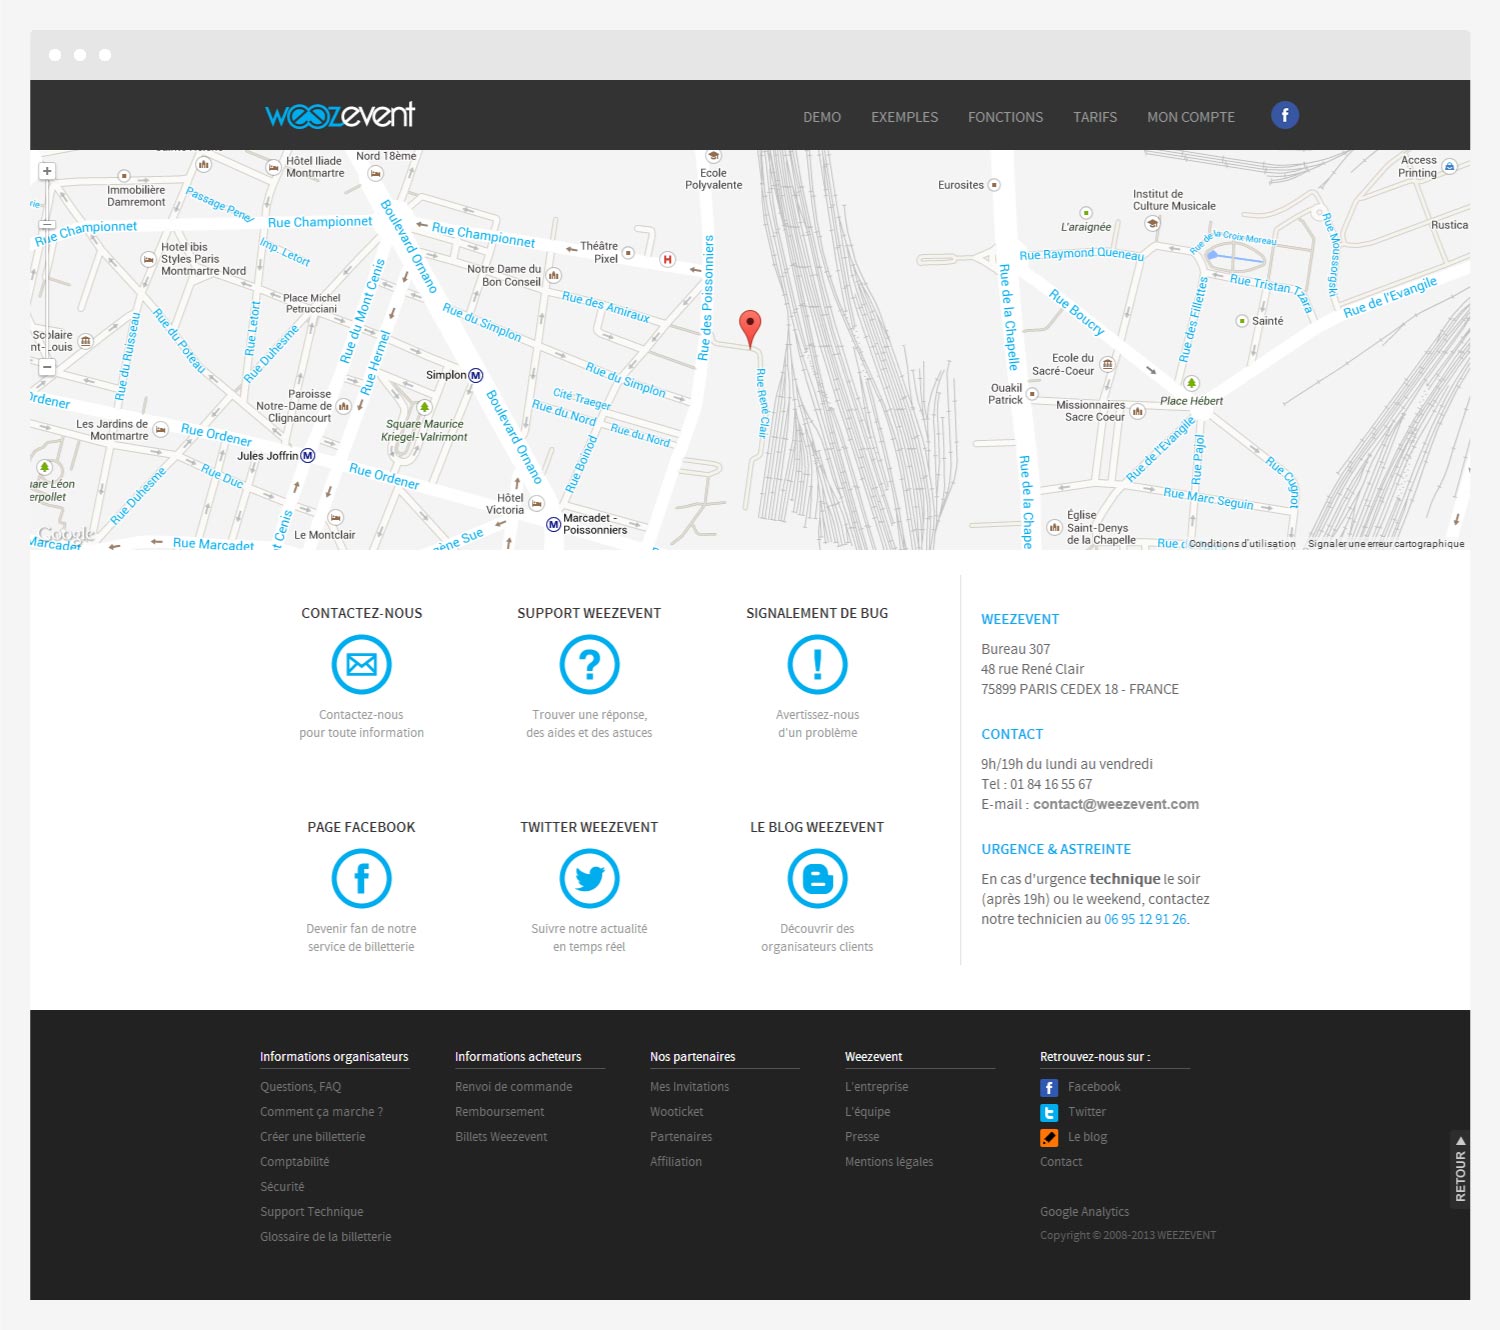 weezevent
DEMO
EXEMPLES
FONCTIONS
TARIFS
MON COMPTE
Nord 18ème
Hôtel Iliade
Montmartre
Immobilière
Damremont
Passage Penel
Ecole
Polyvalente
Eurosites
Access
Printing
Institut de
Culture Musicale
L'araignée
Rustica
Rue Championnet
Rue Championnet
Rue Championnet
Boulevard Ornano
Imp. Letort
Hotel ibis
Styles Paris
Montmartre Nord
Théâtre
Pixel
Notre Dame du
Bon Conseil
Rue des Poissonniers
Rue de la Croix Moreau
Rue Moussorgski
Rue Raymond Queneau
Rue de la Chapelle
Rue Boucry
Rue Tristan Tzara
Rue de l'Evangile
Rue des Fillettes
Santé
Place Michel
Petrucciani
Rue du Mont Cenis
Rue des Amiraux
Rue du Simplon
Rue Letort
Rue Duhesme
Rue du Poteau
Rue du Ruisseau
Rue Hermel
Simplon
Rue du Simplon
Cité Traeger
Rue du Nord
Rue du Nord
Rue René Clair
Ecole du
Sacré-Coeur
Ouakil
Patrick
Missionnaires
Sacre Coeur
Place Hébert
Paroisse
Notre-Dame de
Clignancourt
Square Maurice
Kriegel-Valrimont
Boulevard Ornano
Rue Boinod
Les Jardins de
Montmartre
Rue Ordener
Jules Joffrin
Rue Ordener
Rue Duc
Rue Duhesme
Hôtel
Victoria
Marcadet -
Poissonniers
Le Montclair
Rue Marcadet
Rue de l'Evangile
Rue Pajol
Rue Cugnot
Rue Marc Seguin
Église
Saint-Denys
de la Chapelle
Google
Conditions d'utilisation
Signaler une erreur cartographique
CONTACTEZ-NOUS
Contactez-nous
pour toute information
SUPPORT WEEZEVENT
Trouver une réponse,
des aides et des astuces
SIGNALEMENT DE BUG
Avertissez-nous
d'un problème
PAGE FACEBOOK
Devenir fan de notre
service de billetterie
TWITTER WEEZEVENT
Suivre notre actualité
en temps réel
LE BLOG WEEZEVENT
Découvrir des
organisateurs clients
WEEZEVENT
Bureau 307
48 rue René Clair
75899 PARIS CEDEX 18 - FRANCE
CONTACT
9h/19h du lundi au vendredi
Tel : 01 84 16 55 67
E-mail : contact@weezevent.com
URGENCE & ASTREINTE
En cas d'urgence technique le soir
(après 19h) ou le weekend, contactez
notre technicien au 06 95 12 91 26.
Informations organisateurs
Questions, FAQ
Comment ça marche ?
Créer une billetterie
Comptabilité
Sécurité
Support Technique
Glossaire de la billetterie
Informations acheteurs
Renvoi de commande
Remboursement
Billets Weezevent
Nos partenaires
Mes Invitations
Wooticket
Partenaires
Affiliation
Weezevent
L'entreprise
L'équipe
Presse
Mentions légales
Retrouvez-nous sur :
Facebook
Twitter
Le blog
Contact
Google Analytics
Copyright © 2008-2013 WEEZEVENT
RETOUR